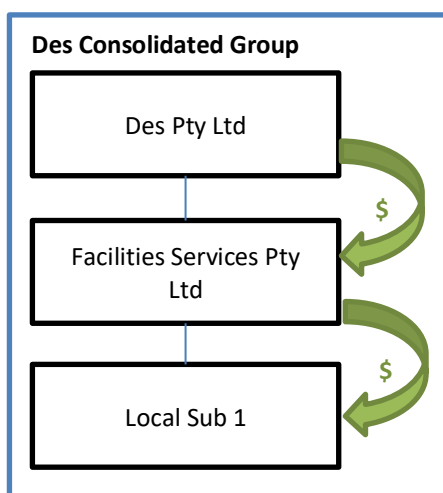 Des Consolidated Group
Des Pty Ltd
$
Facilities Services Pty
Ltd
$
Local Sub 1